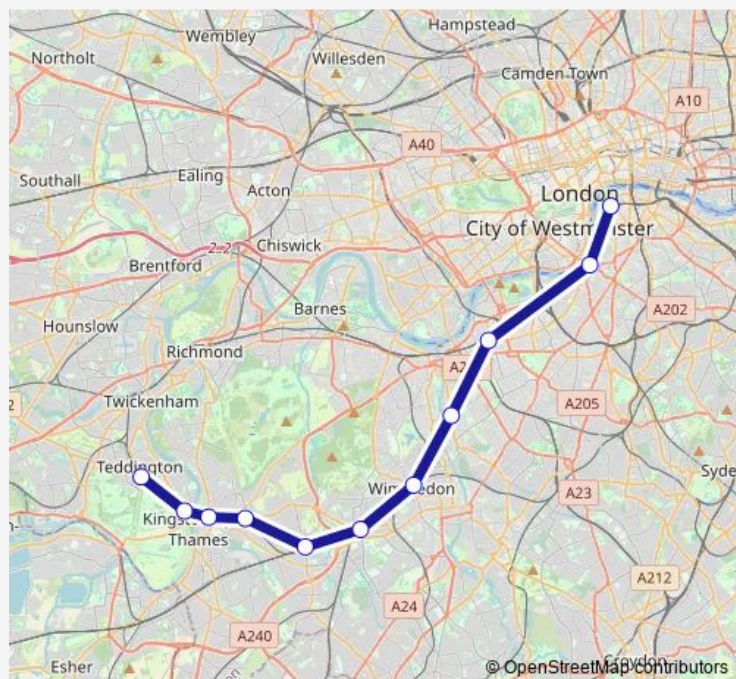 Hampstead
Wembley
Northolt
Willesden
Camden Town
A10
A40
Southall
Ealing
Acton
London
City of Westminster
2 2
Chiswick
Brentford
Barnes
Hounslow
A202
Richmond
Twickenham
A205
Teddington
Wimbledon
A23
Thames
A212
A24
A240
Esher
© OpenStreetMap contributors